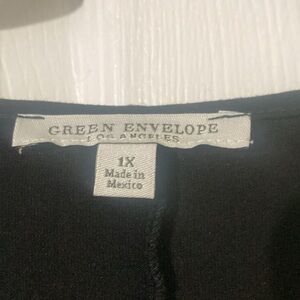 GREEN ENVELOPE
LOS ANGELES
1X
Made in
Mexico